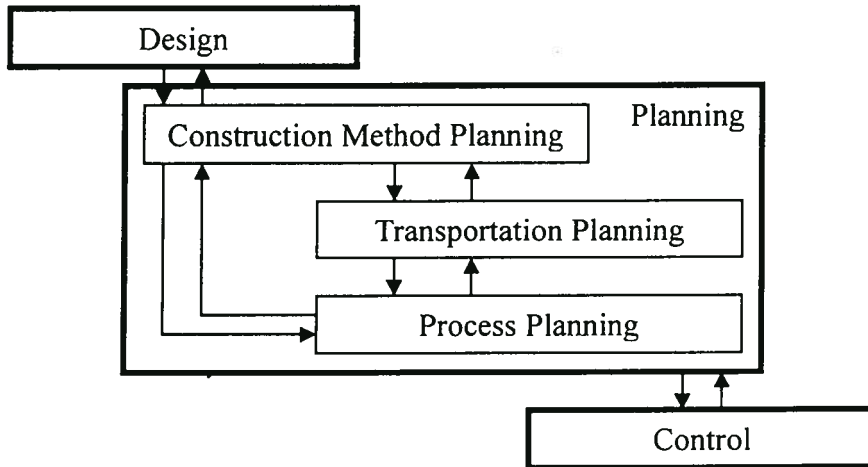 Design
Planning
Construction Method Planning
Transportation Planning
Process Planning
Control